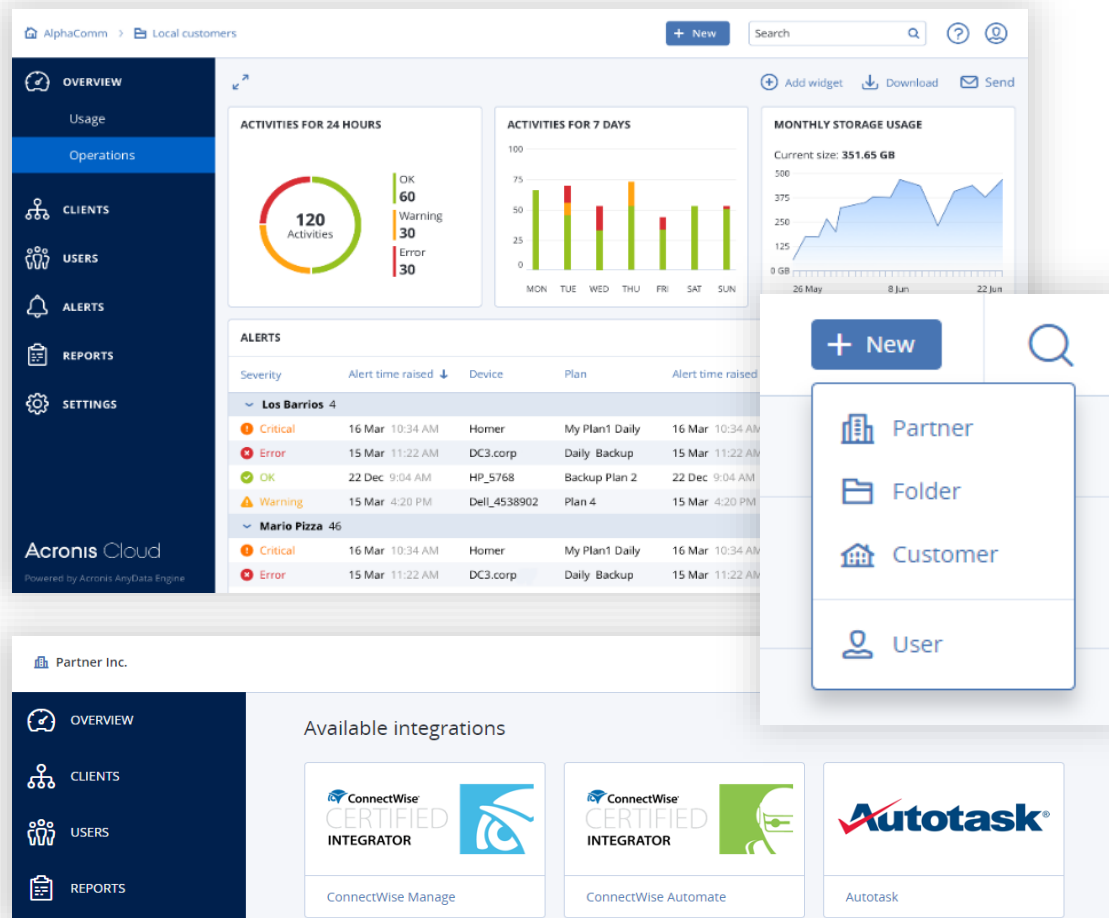 AlphaComm > Local customers
+ New
Search
OVERVIEW
Usage
Operations
CLIENTS
USERS
ALERTS
REPORTS
SETTINGS
Acronis Cloud
Powered by Acronis AnyData Engine
Add widget
Download
Send
ACTIVITIES FOR 24 HOURS
120
Activities
OK
60
Warning
30
Error
30
ACTIVITIES FOR 7 DAYS
100
75
50
25
0
MON TUE WED THU FRI SAT SUN
MONTHLY STORAGE USAGE
Current size: 351.65 GB
500
375
250
125
0 GB
26 May 8 Jun 22 Jun
ALERTS
Severity Alert time raised Device Plan Alert time raised
Los Barrios 4
Critical 16 Mar 10:34 AM Homer My Plan1 Daily 16 Mar 10:34 AM
Error 15 Mar 11:22 AM DC3.corp Daily Backup 15 Mar 11:22 AM
OK 22 Dec 9:04 AM HP_5768 Backup Plan 2 22 Dec 9:04 AM
Warning 15 Mar 4:20 PM Dell_4538902 Plan 4 15 Mar 4:20 PM
Mario Pizza 46
Critical 16 Mar 10:34 AM Homer My Plan1 Daily 16 Mar 10:34 AM
Error 15 Mar 11:22 AM DC3.corp Daily Backup 15 Mar 11:22 AM
+ New
Partner
Folder
Customer
User
Partner Inc.
OVERVIEW
CLIENTS
USERS
REPORTS
Available integrations
ConnectWise
CERTIFIED
INTEGRATOR
ConnectWise Manage
ConnectWise
CERTIFIED
INTEGRATOR
ConnectWise Automate
Autotask®
Autotask